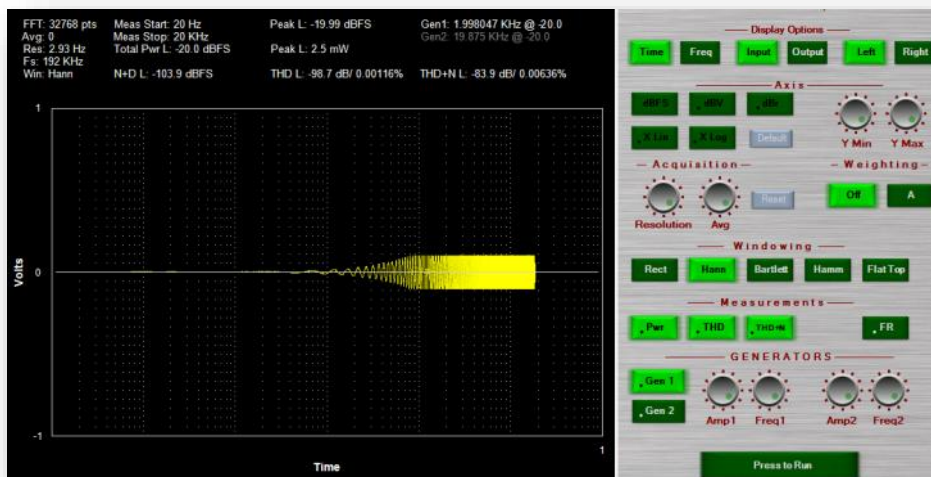 FFT: 32768 pts
Avg: 0
Res: 2.93 Hz
Fs: 192 KHz
Win: Hann
Meas Start: 20 Hz
Meas Stop: 20 KHz
Total Pwr L: -20.0 dBFS
N+D L: -103.9 dBFS
Peak L: -19.99 dBFS
Peak L: 2.5 mW
THD L: -98.7 dB/ 0.00116%
Gen1: 1.998047 KHz @ -20.0
Gen2: 19.875 KHz @ -20.0
THD+N L: -83.9 dB/ 0.00636%
1
0
-1
Volts
1
Time
Display Options
Time Freq Input Output Left Right
Axis
dBFS dBV dBr
X Lin X Log Default
Y Min Y Max
Acquisition Weighting
Reset Off A
Resolution Avg
Windowing
Rect Hann Bartlett Hamm Flat Top
Measurements
Pwr THD THD+N FR
GENERATORS
Gen 1
Gen 2
Amp1 Freq1 Amp2 Freq2
Press to Run